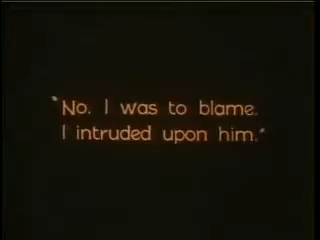 "No. I was to blame.
I intruded upon him."